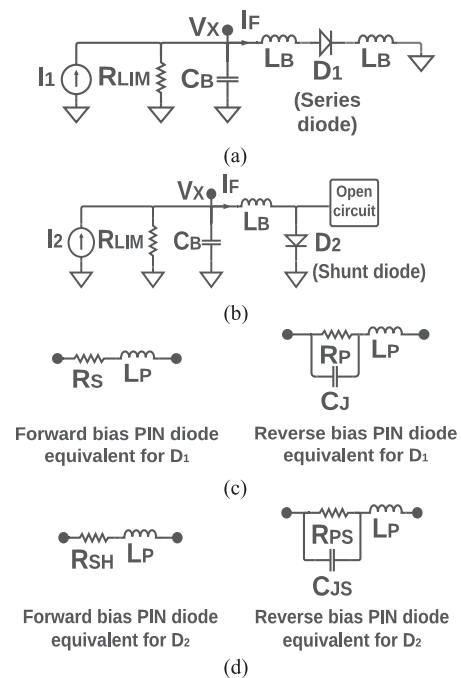 VX IF
I1 RLIM CB LB D1 LB
(Series
diode)
(a)
VX IF
I2 RLIM CB LB
Open
circuit
D2
(Shunt diode)
(b)
RS LP
RP LP
CJ
Forward bias PIN diode
equivalent for D1
Reverse bias PIN diode
equivalent for D1
(c)
RSH LP
RPS LP
CJS
Forward bias PIN diode
equivalent for D2
Reverse bias PIN diode
equivalent for D2
(d)